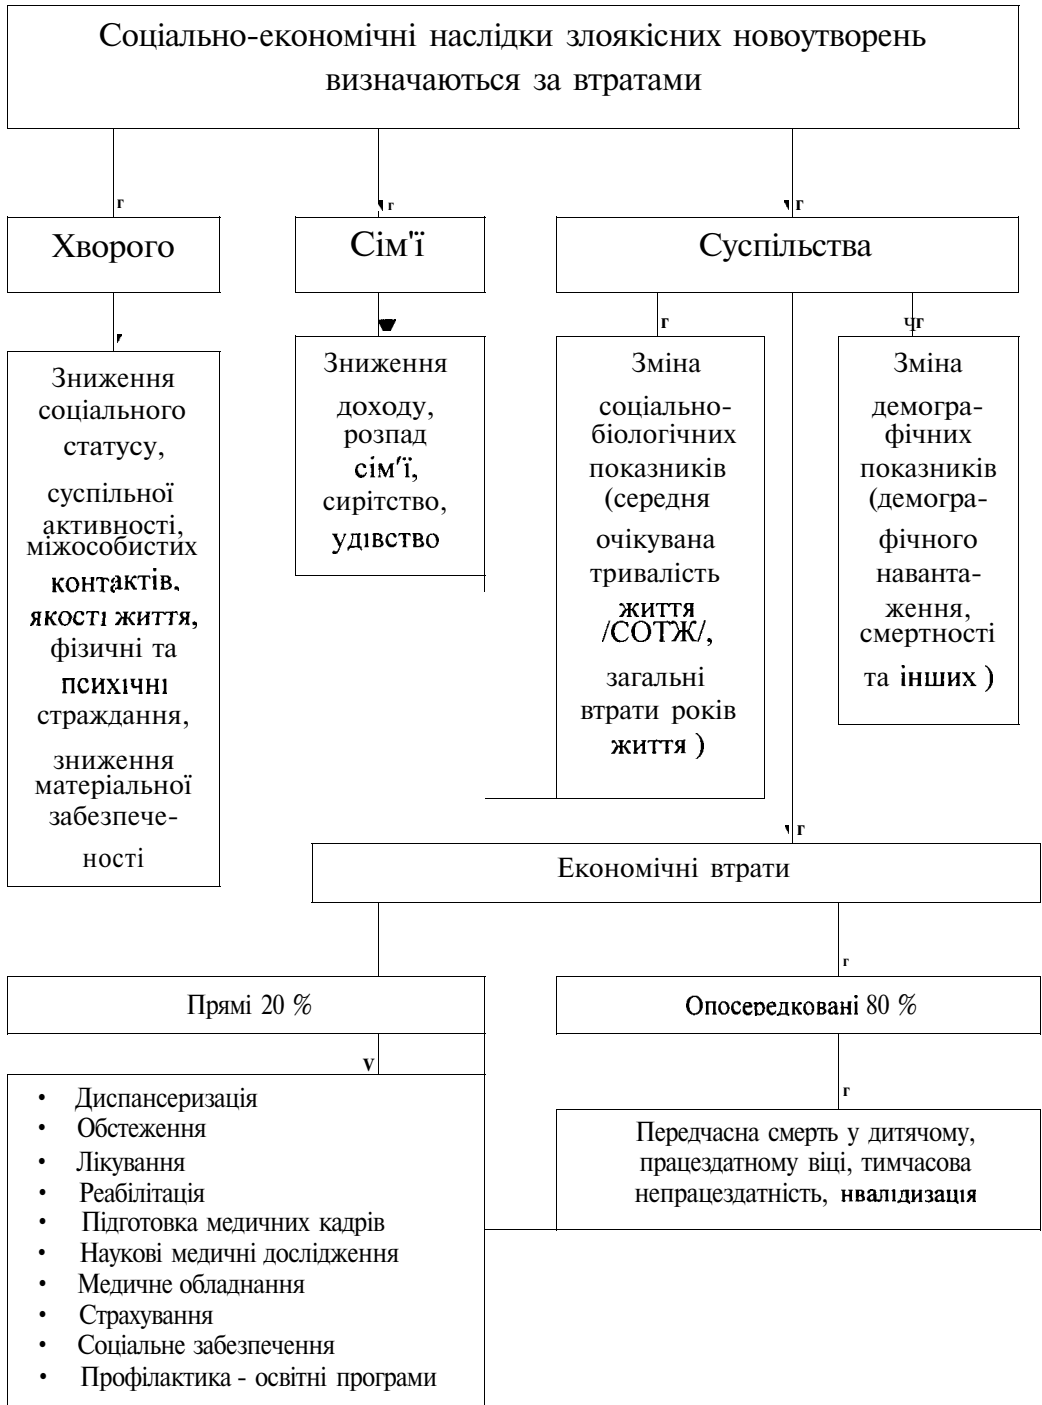 Соціально-економічні наслідки злоякісних новоутворень
визначаються за втратами
Хворого
Сім'ї
Суспільства
Зниження
соціального
статусу,
суспільної
активності,
міжособистих
контактів,
якості життя,
фізичні та
психічні
страждання,
зниження
матеріальної
забезпече-
ності
Зниження
доходу,
розпад
сім'ї,
сирітство,
удівство
Зміна
соціально-
біологічних
показників
(середня
очікувана
тривалість
життя
/СОТЖ/,
загальні
втрати років
життя )
Зміна
демогра-
фічних
показників
(демогра-
фічного
наванта-
ження,
смертності
та інших )
Економічні втрати
Прямі 20 %
Опосередковані 80 %
• Диспансеризація
• Обстеження
• Лікування
• Реабілітація
• Підготовка медичних кадрів
• Наукові медичні дослідження
• Медичне обладнання
• Страхування
• Соціальне забезпечення
• Профілактика - освітні програми
Передчасна смерть у дитячому,
працездатному віці, тимчасова
непрацездатність, нвалідизація